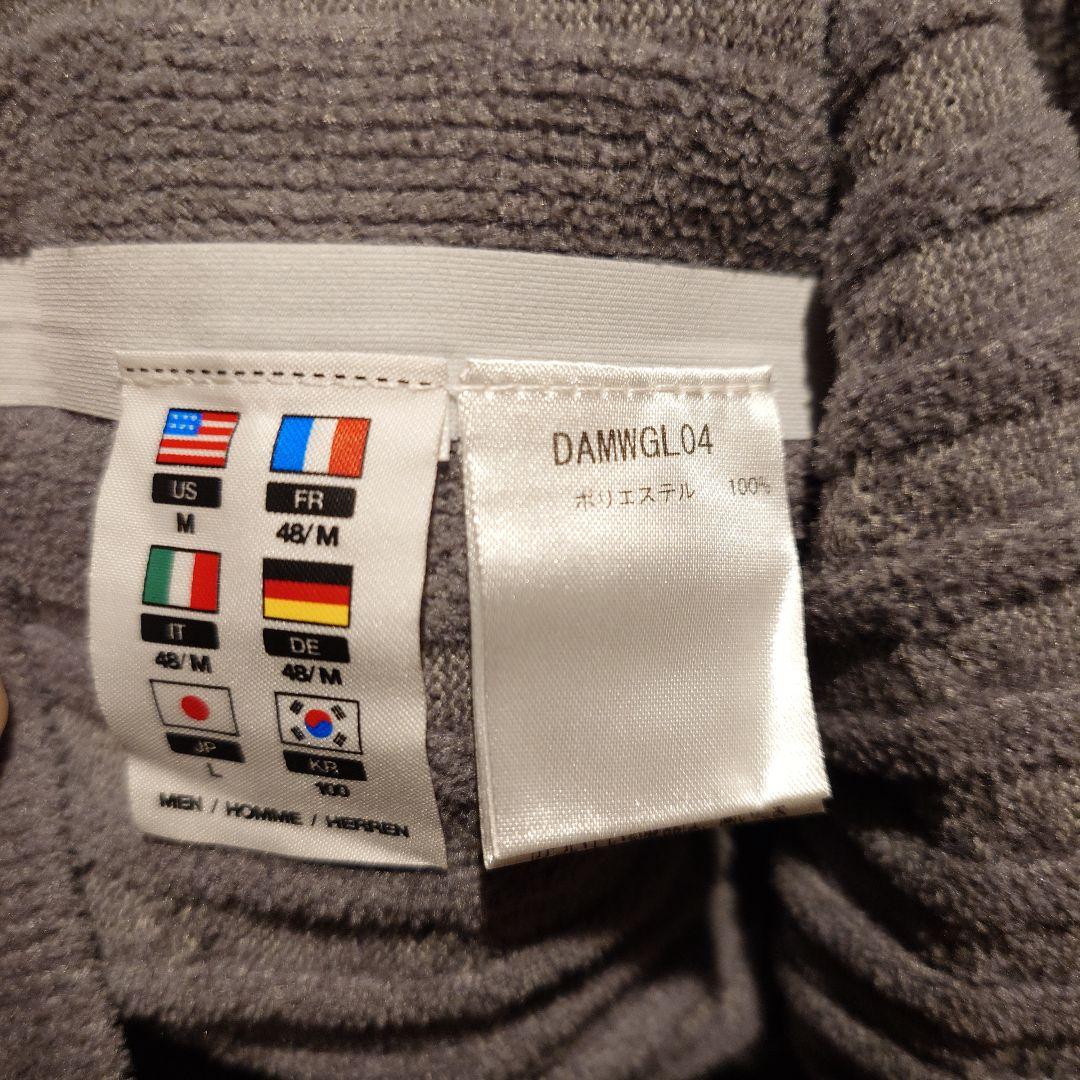 US
FR
M
48/M
IT
DE
48/M
48/M
JP
KR
L
100
MEN / HOMME / HERREN
DAMWGL04
ポリエステル 100%